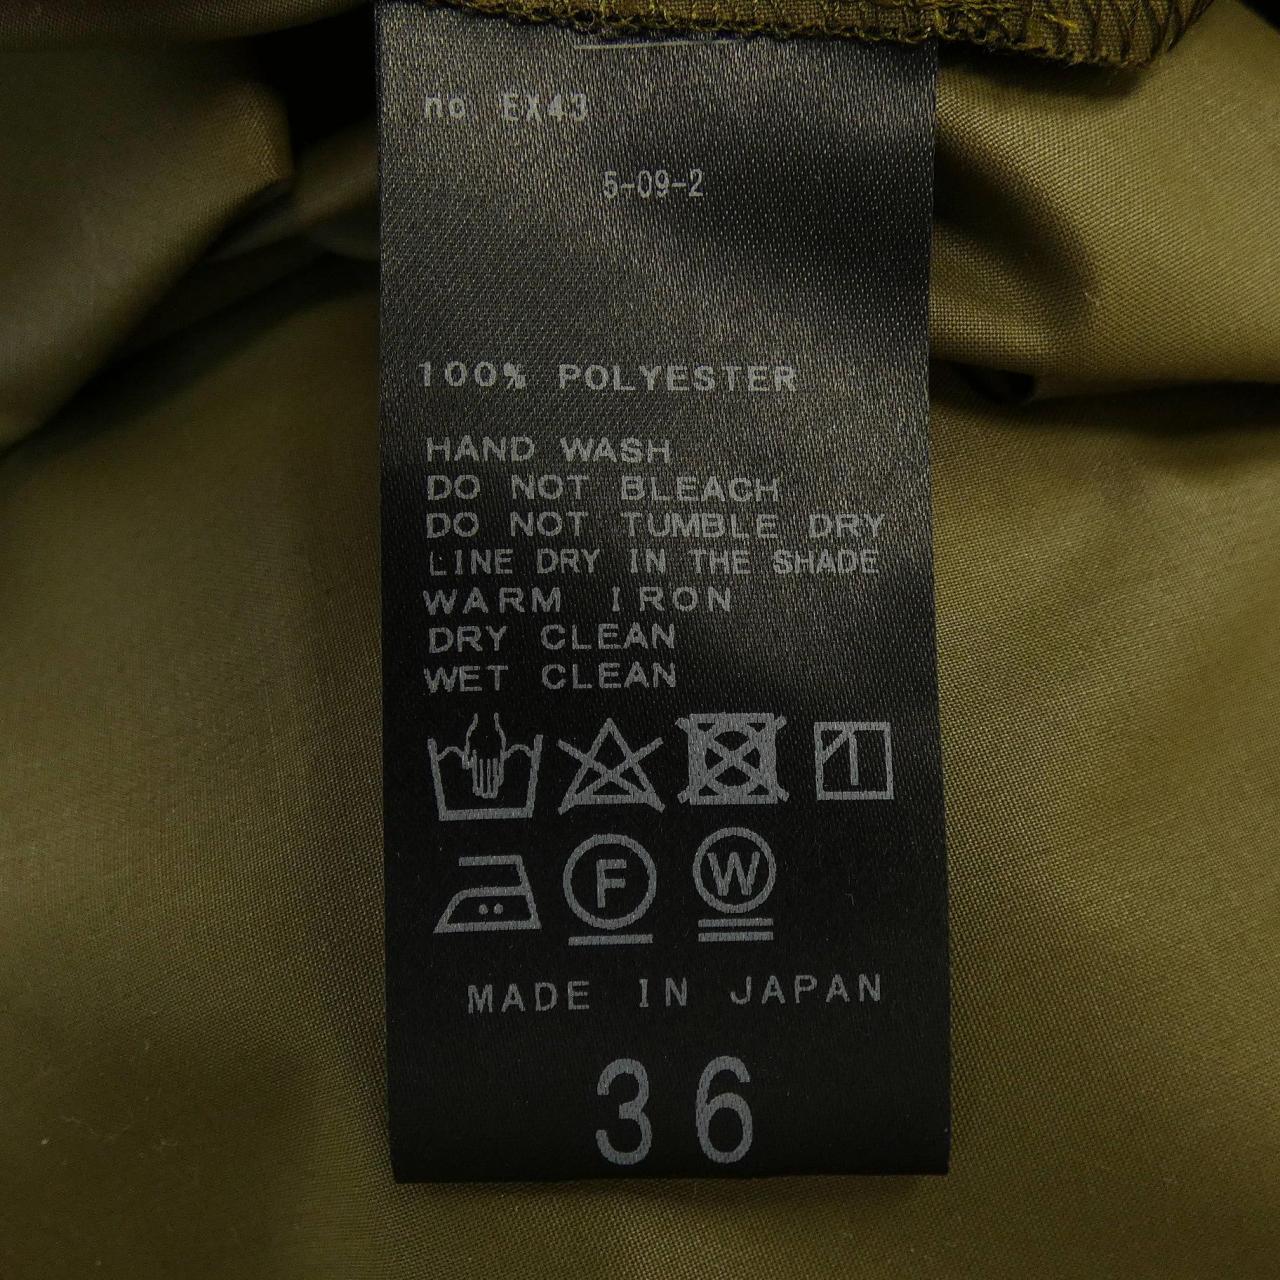 no EX43
5-09-2
100% POLYESTER
HAND WASH
DO NOT BLEACH
DO NOT TUMBLE DRY
LINE DRY IN THE SHADE
WARM IRON
DRY CLEAN
WET CLEAN
F W
MADE IN JAPAN
36